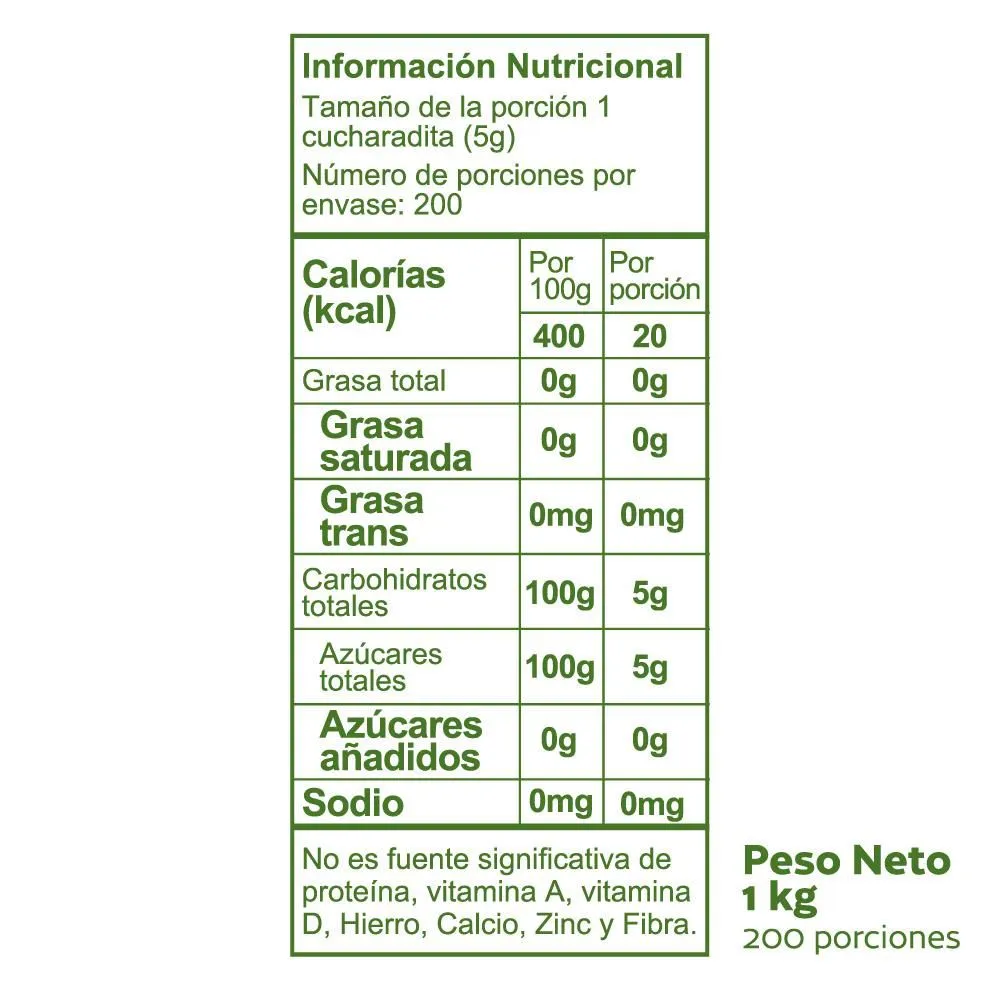 Información Nutricional
Tamaño de la porción 1
cucharadita (5g)
Número de porciones por
envase: 200
Calorías
(kcal)
Por
100g
Por
porción
400
20
Grasa total
0g
0g
Grasa
saturada
0g
0g
Grasa
trans
0mg
0mg
Carbohidratos
totales
100g
5g
Azúcares
totales
100g
5g
Azúcares
añadidos
0g
0g
Sodio
0mg
0mg
No es fuente significativa de
proteína, vitamina A, vitamina
D, Hierro, Calcio, Zinc y Fibra.
Peso Neto
1 kg
200 porciones